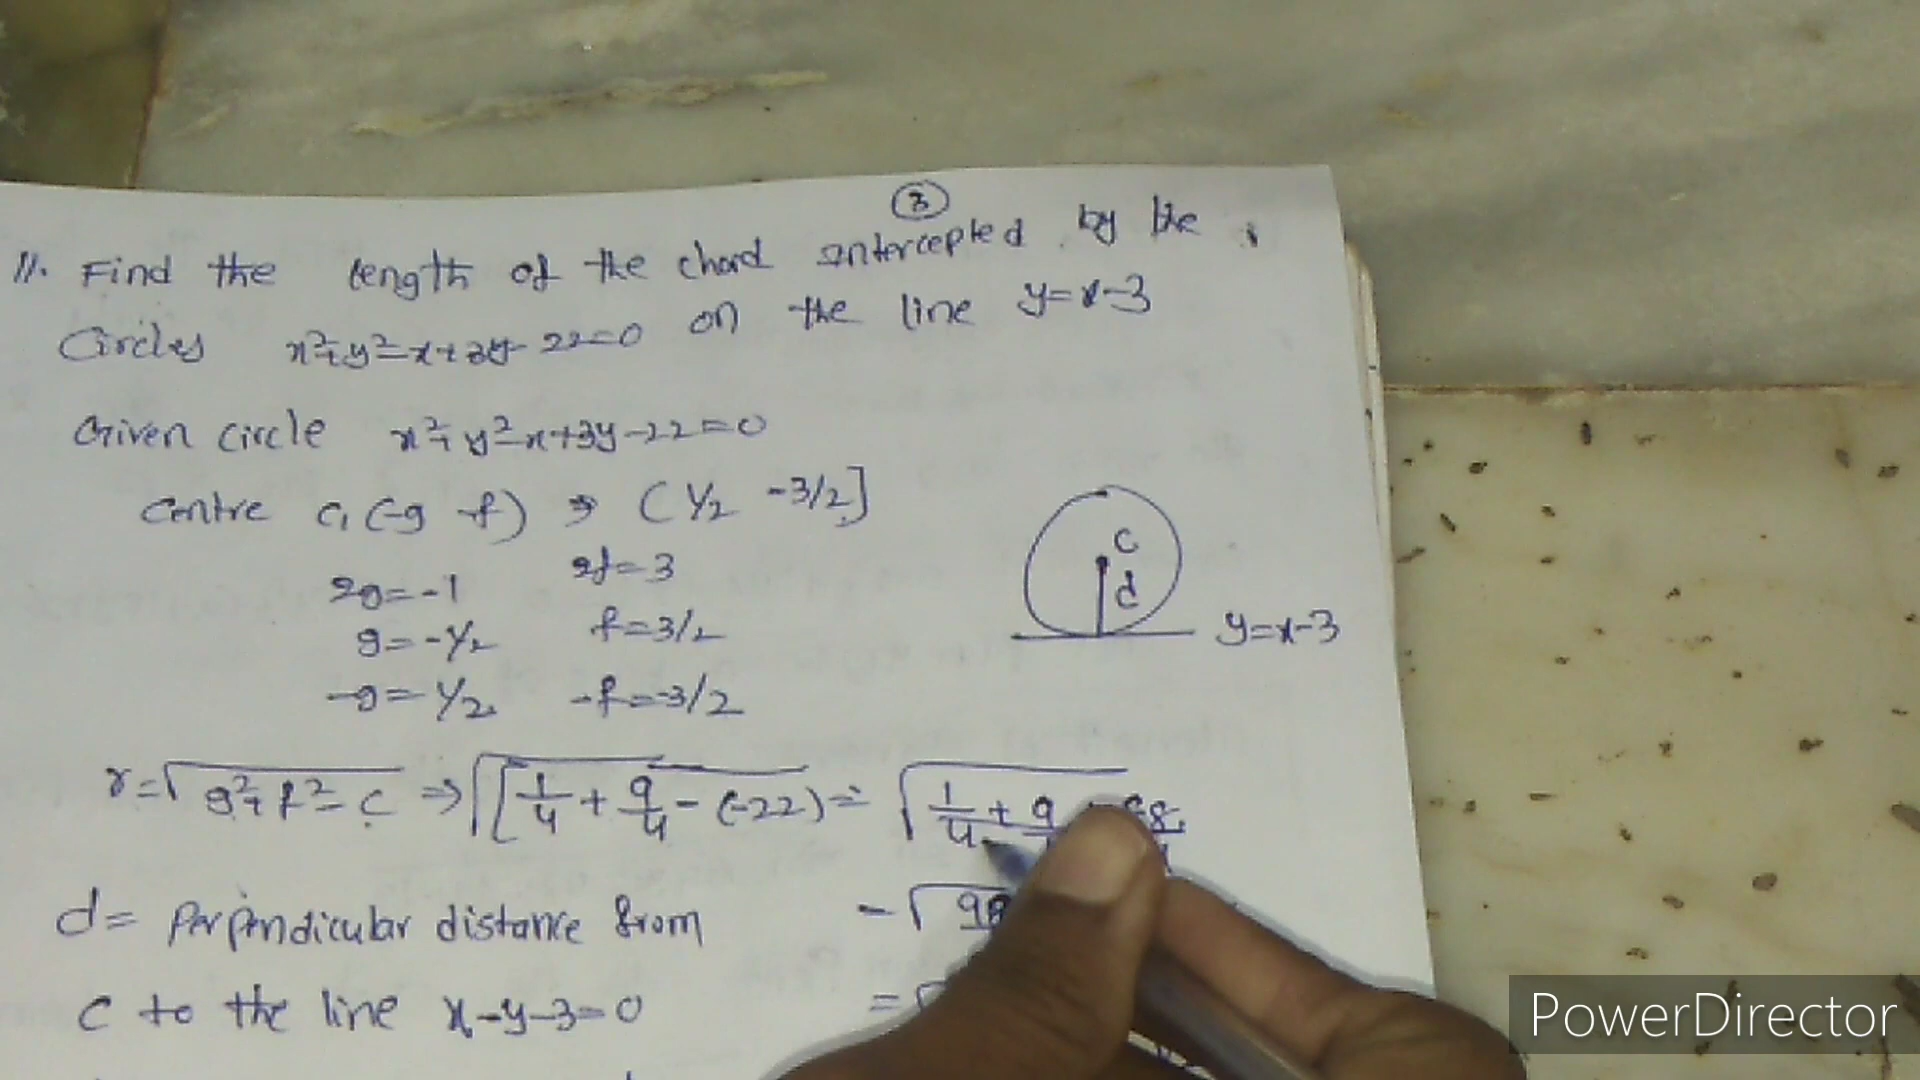 3
11. Find the length of the chord intercepted by the
Circles x²+y²-x+3y-22=0 on the line y=x-3
Given circle x²+y²-x+3y-22=0
Centre C, (-g -f) ⇒ (1/2 -3/2]
2g=-1 2f=3
g=-1/2 f=3/2
-g=1/2 -f=-3/2
C
d
y=x-3
r=√g²+f²-c ⇒ √[1/4+9/4-(-22) = √1/4+9
d= perpendicular distance from
C to the line x-y-3=0
PowerDirector